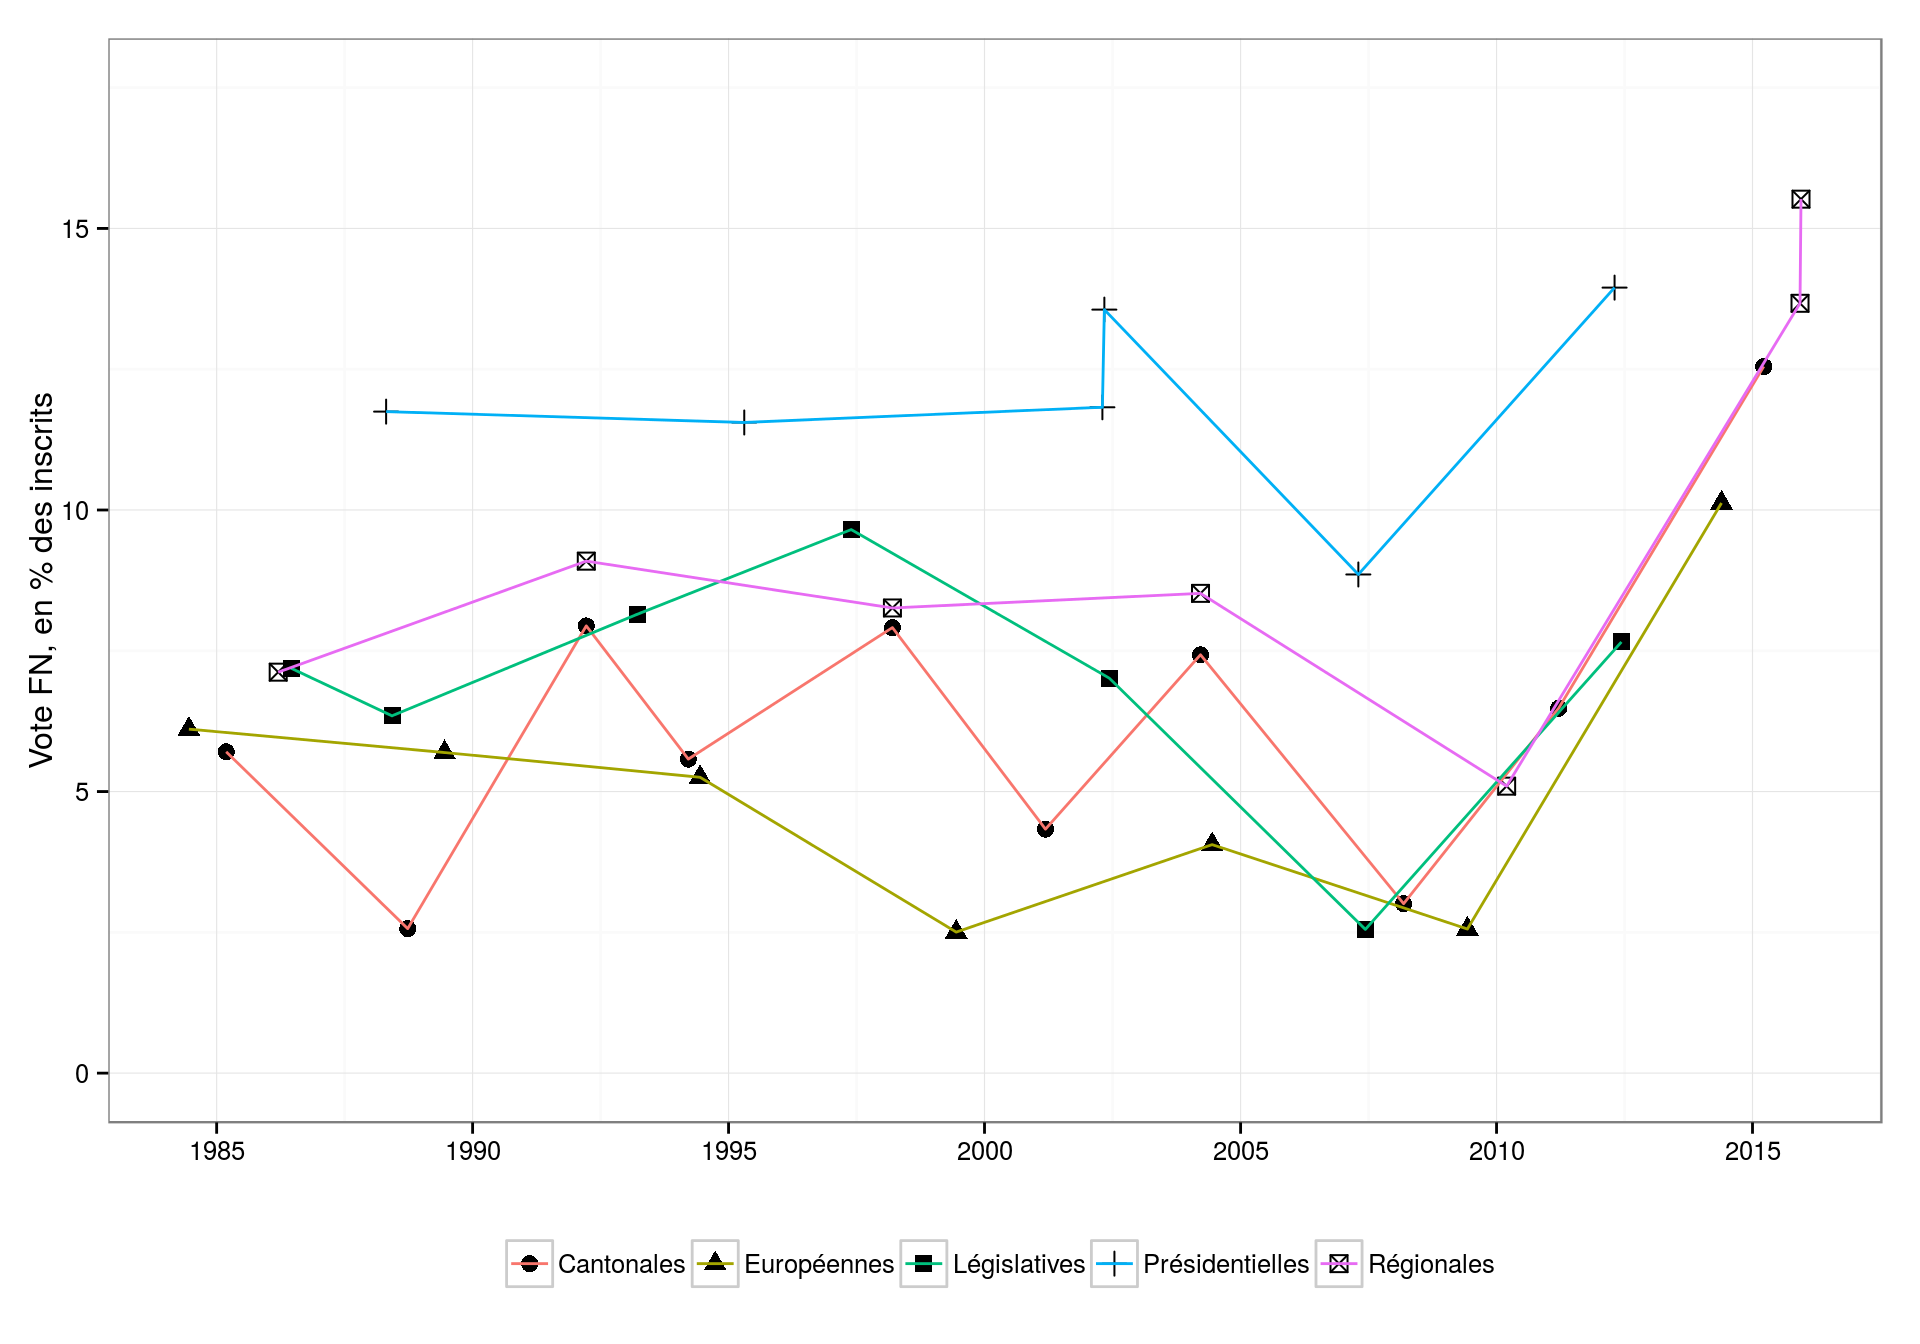 Vote FN, en % des inscrits
15
10
5
0
1985 1990 1995 2000 2005 2010 2015
Cantonales Européennes Législatives Présidentielles Régionales